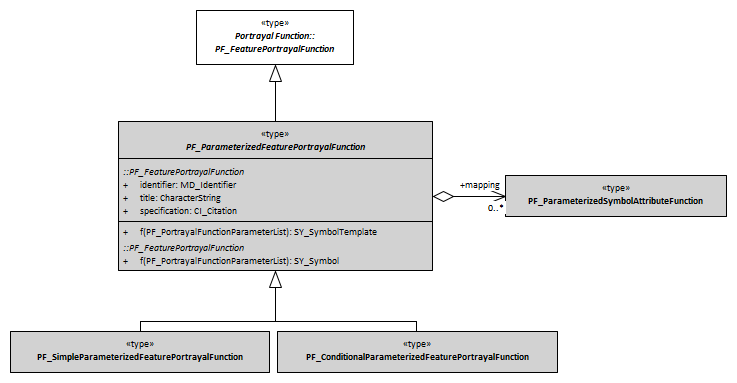 «type»
Portrayal Function::
PF_FeaturePortrayalFunction
«type»
PF_ParameterizedFeaturePortrayalFunction
::PF_FeaturePortrayalFunction
+ identifier: MD_Identifier
+ title: CharacterString
+ specification: CI_Citation
+ f(PF_PortrayalFunctionParameterList): SY_SymbolTemplate
::PF_FeaturePortrayalFunction
+ f(PF_PortrayalFunctionParameterList): SY_Symbol
+mapping
0..*
«type»
PF_ParameterizedSymbolAttributeFunction
«type»
PF_SimpleParameterizedFeaturePortrayalFunction
«type»
PF_ConditionalParameterizedFeaturePortrayalFunction